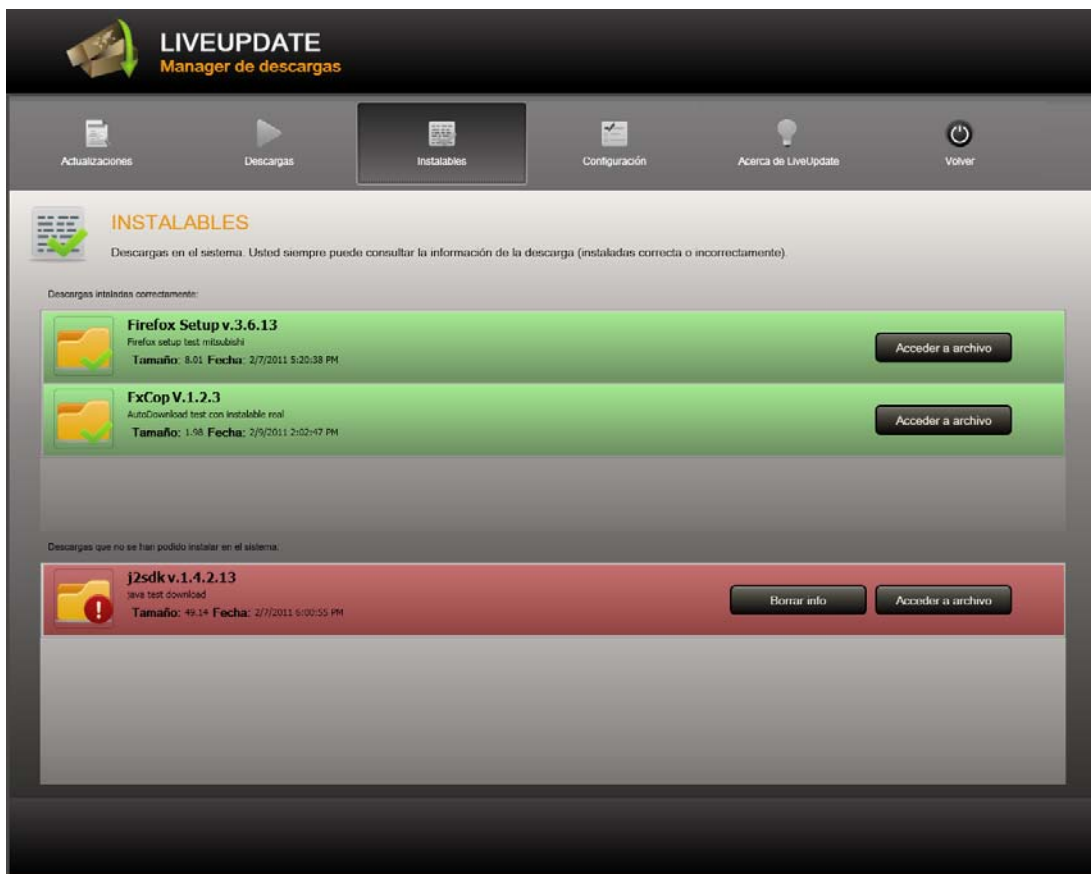 LIVEUPDATE
Manager de descargas
Actualizaciones
Descargas
Instalables
Configuración
Acerca de LiveUpdate
Volver
INSTALABLES
Descargas en el sistema. Usted siempre puede consultar la información de la descarga (instaladas correcta o incorrectamente).
Descargas intaladas correctamente:
Firefox Setup v.3.6.13
Firefox setup test mitsubishi
Tamaño: 8.01 Fecha: 2/7/2011 5:20:38 PM
Acceder a archivo
FxCop V.1.2.3
AutoDownload test con instalable real
Tamaño: 1.98 Fecha: 2/9/2011 2:02:47 PM
Acceder a archivo
Descargas que no se han podido instalar en el sistema:
j2sdk v.1.4.2.13
java test download
Tamaño: 49.14 Fecha: 2/7/2011 6:00:55 PM
Borrar info
Acceder a archivo